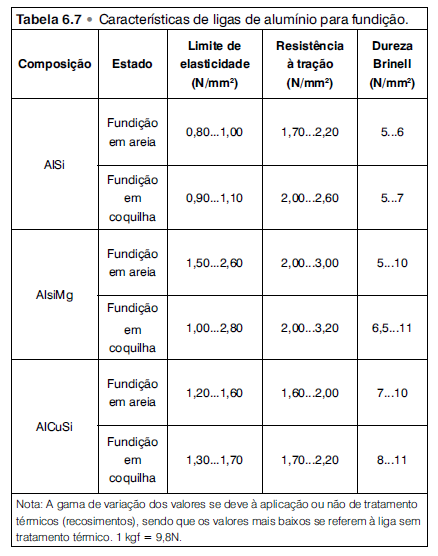 Tabela 6.7 • Características de ligas de alumínio para fundição.
Composição
Estado
Limite de
elasticidade
(N/mm²)
Resistência
à tração
(N/mm²)
Dureza
Brinell
(N/mm²)
AlSi
Fundição
em areia
0,80...1,00
1,70...2,20
5...6
Fundição
em
coquilha
0,90...1,10
2,00...2,60
5...7
AlsiMg
Fundição
em areia
1,50...2,60
2,00...3,00
5...10
Fundição
em
coquilha
1,00...2,80
2,00...3,20
6,5...11
AlCuSi
Fundição
em areia
1,20...1,60
1,60...2,00
7...10
Fundição
em
coquilha
1,30...1,70
1,70...2,20
8...11
Nota: A gama de variação dos valores se deve à aplicação ou não de tratamento
térmicos (recosimentos), sendo que os valores mais baixos se referem à liga sem
tratamento térmico. 1 kgf = 9,8N.